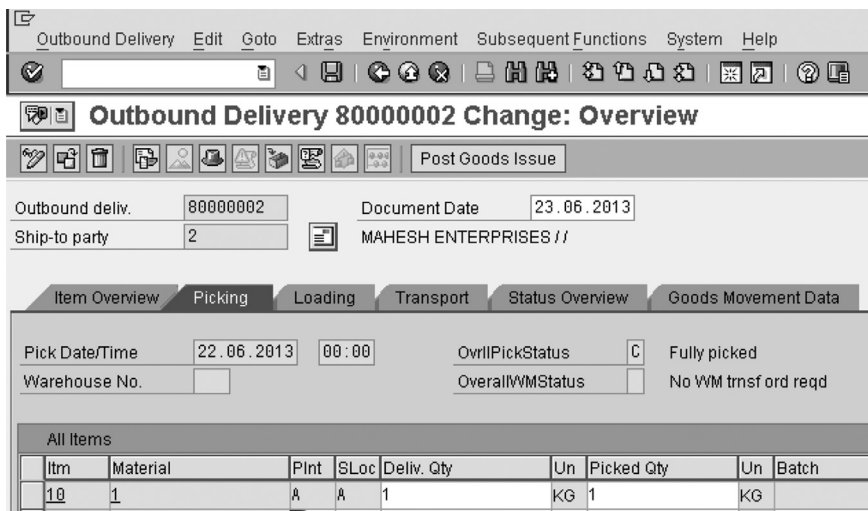 Outbound Delivery Edit Goto Extras Environment Subsequent Functions System Help
Outbound Delivery 80000002 Change: Overview
Post Goods Issue
Outbound deliv. 80000002 Document Date 23.06.2013
Ship-to party 2 MAHESH ENTERPRISES / /
Item Overview Picking Loading Transport Status Overview Goods Movement Data
Pick Date/Time 22.06.2013 00:00 OvrllPickStatus C Fully picked
Warehouse No. OverallWMStatus No WM trnsf ord reqd
All Items
Itm Material Plnt SLoc Deliv. Qty Un Picked Qty Un Batch
10 1 A A 1 KG 1 KG